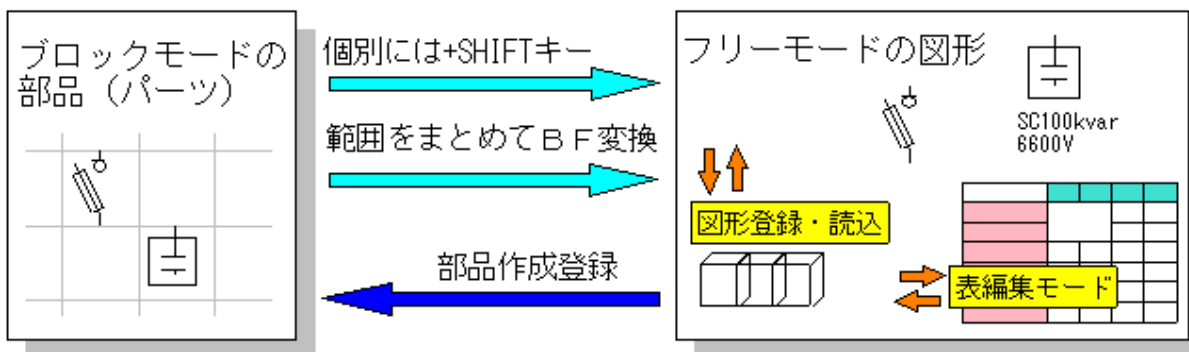 ブロックモードの
部品（パーツ）
個別には+SHIFTキー
範囲をまとめてＢＦ変換
部品作成登録
フリーモードの図形
SC100kvar
6600V
図形登録・読込
表編集モード